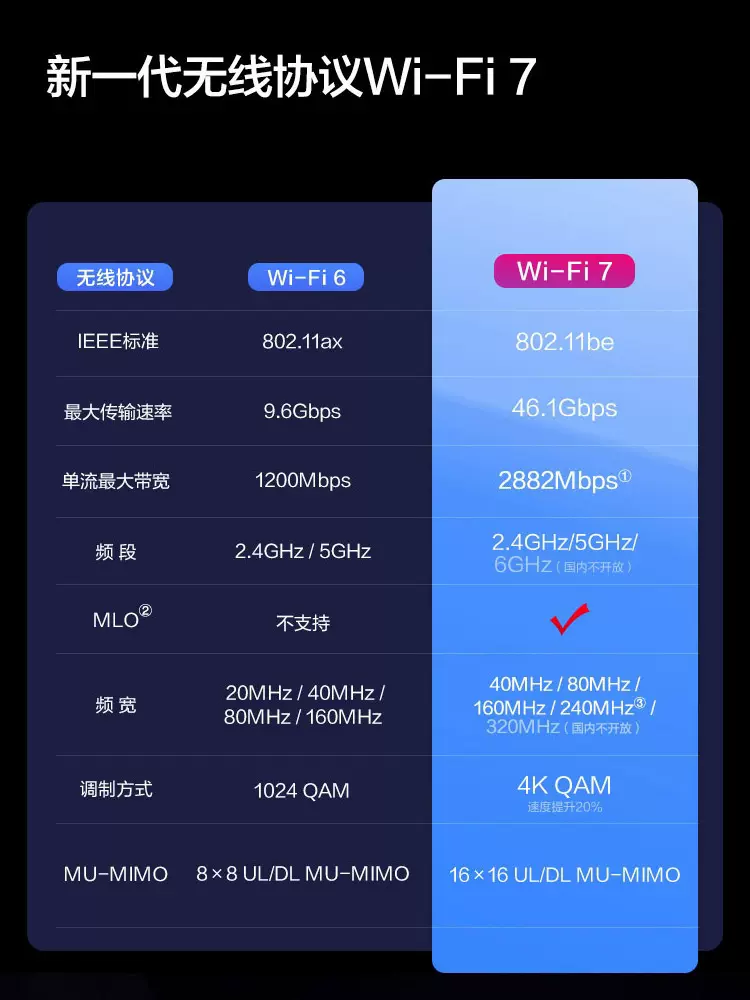 新一代无线协议Wi-Fi 7
无线协议 Wi-Fi 6 Wi-Fi 7
IEEE标准 802.11ax 802.11be
最大传输速率 9.6Gbps 46.1Gbps
单流最大带宽 1200Mbps 2882Mbps①
频段 2.4GHz / 5GHz 2.4GHz/5GHz/
6GHz（国内不开放）
MLO② 不支持
频宽 20MHz / 40MHz / 40MHz / 80MHz /
80MHz / 160MHz 160MHz / 240MHz③ /
320MHz（国内不开放）
调制方式 1024 QAM 4K QAM
速度提升20%
MU-MIMO 8×8 UL/DL MU-MIMO 16×16 UL/DL MU-MIMO